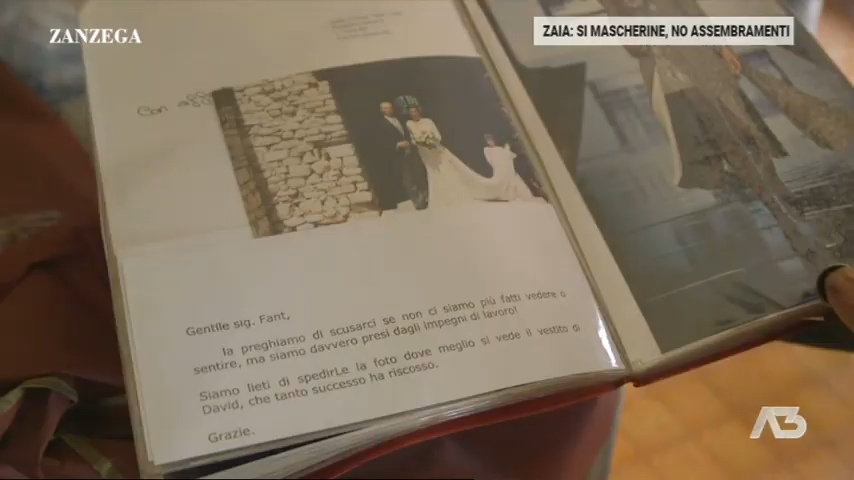 ZANZEGA
ZAIA: SI MASCHERINE, NO ASSEMBRAMENTI
Con
Gentile sig. Fant,
la preghiamo di scusarci se non ci siamo più fatti vedere o
sentire, ma siamo davvero presi dagli impegni di lavoro!
Siamo lieti di spedirLe la foto dove meglio si vede il vestito di
David, che tanto successo ha riscosso.
Grazie.
A3